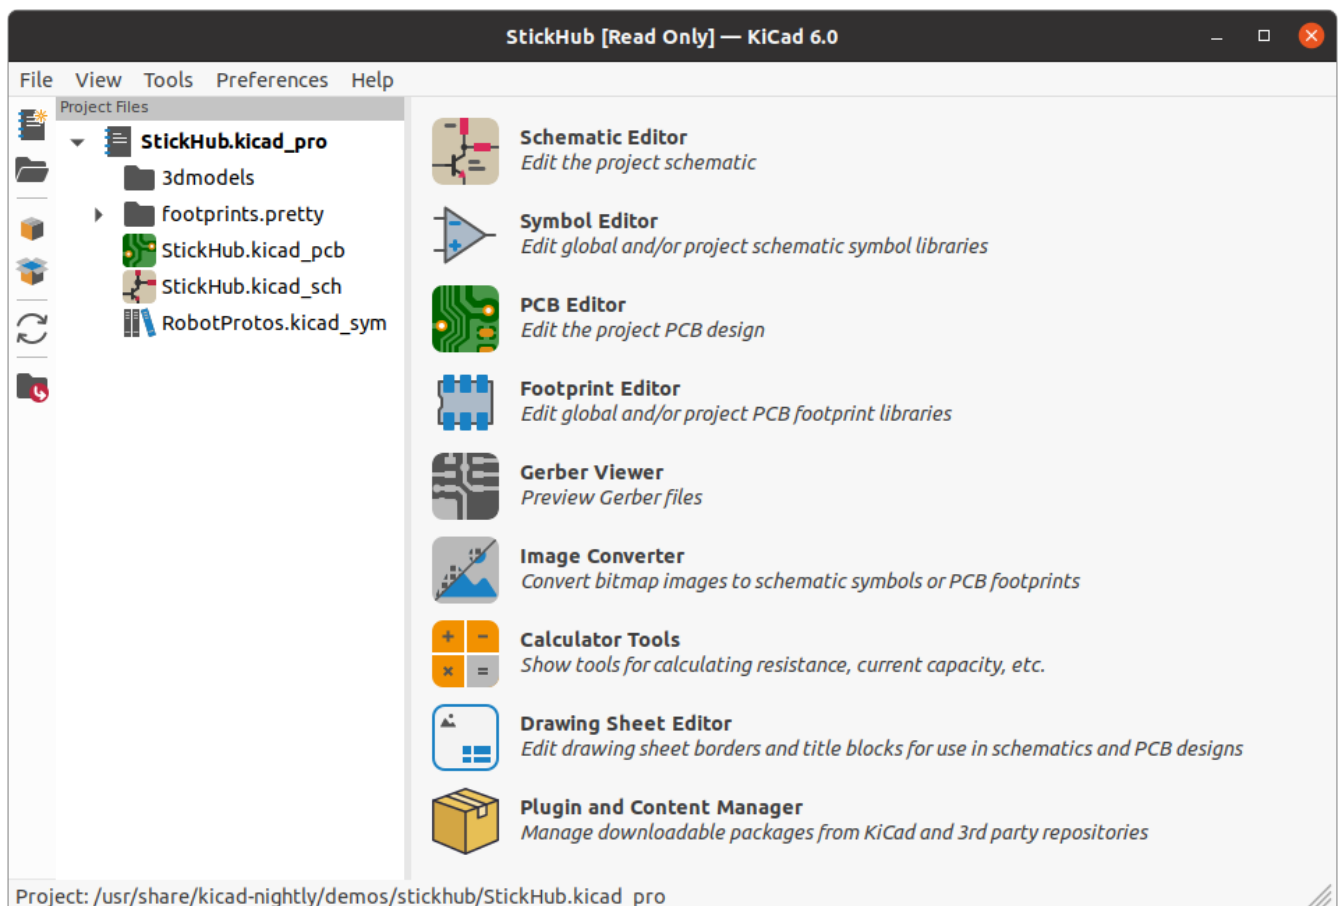 StickHub [Read Only] — KiCad 6.0
File View Tools Preferences Help
Project Files
StickHub.kicad_pro
3dmodels
footprints.pretty
StickHub.kicad_pcb
StickHub.kicad_sch
RobotProtos.kicad_sym
Schematic Editor
Edit the project schematic
Symbol Editor
Edit global and/or project schematic symbol libraries
PCB Editor
Edit the project PCB design
Footprint Editor
Edit global and/or project PCB footprint libraries
Gerber Viewer
Preview Gerber files
Image Converter
Convert bitmap images to schematic symbols or PCB footprints
Calculator Tools
Show tools for calculating resistance, current capacity, etc.
Drawing Sheet Editor
Edit drawing sheet borders and title blocks for use in schematics and PCB designs
Plugin and Content Manager
Manage downloadable packages from KiCad and 3rd party repositories
Project: /usr/share/kicad-nightly/demos/stickhub/StickHub.kicad_pro